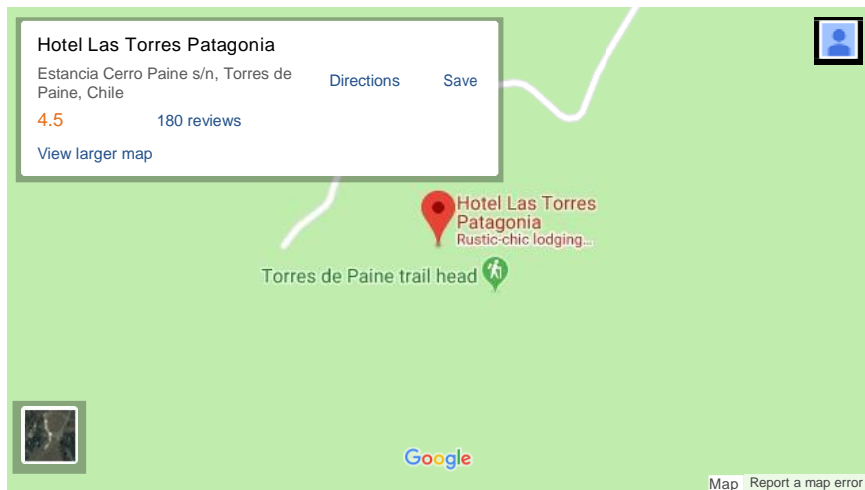 Hotel Las Torres Patagonia
Estancia Cerro Paine s/n, Torres de
Paine, Chile
Directions
Save
4.5
180 reviews
View larger map
Hotel Las Torres
Patagonia
Rustic-chic lodging...
Torres de Paine trail head
Google
Map
Report a map error